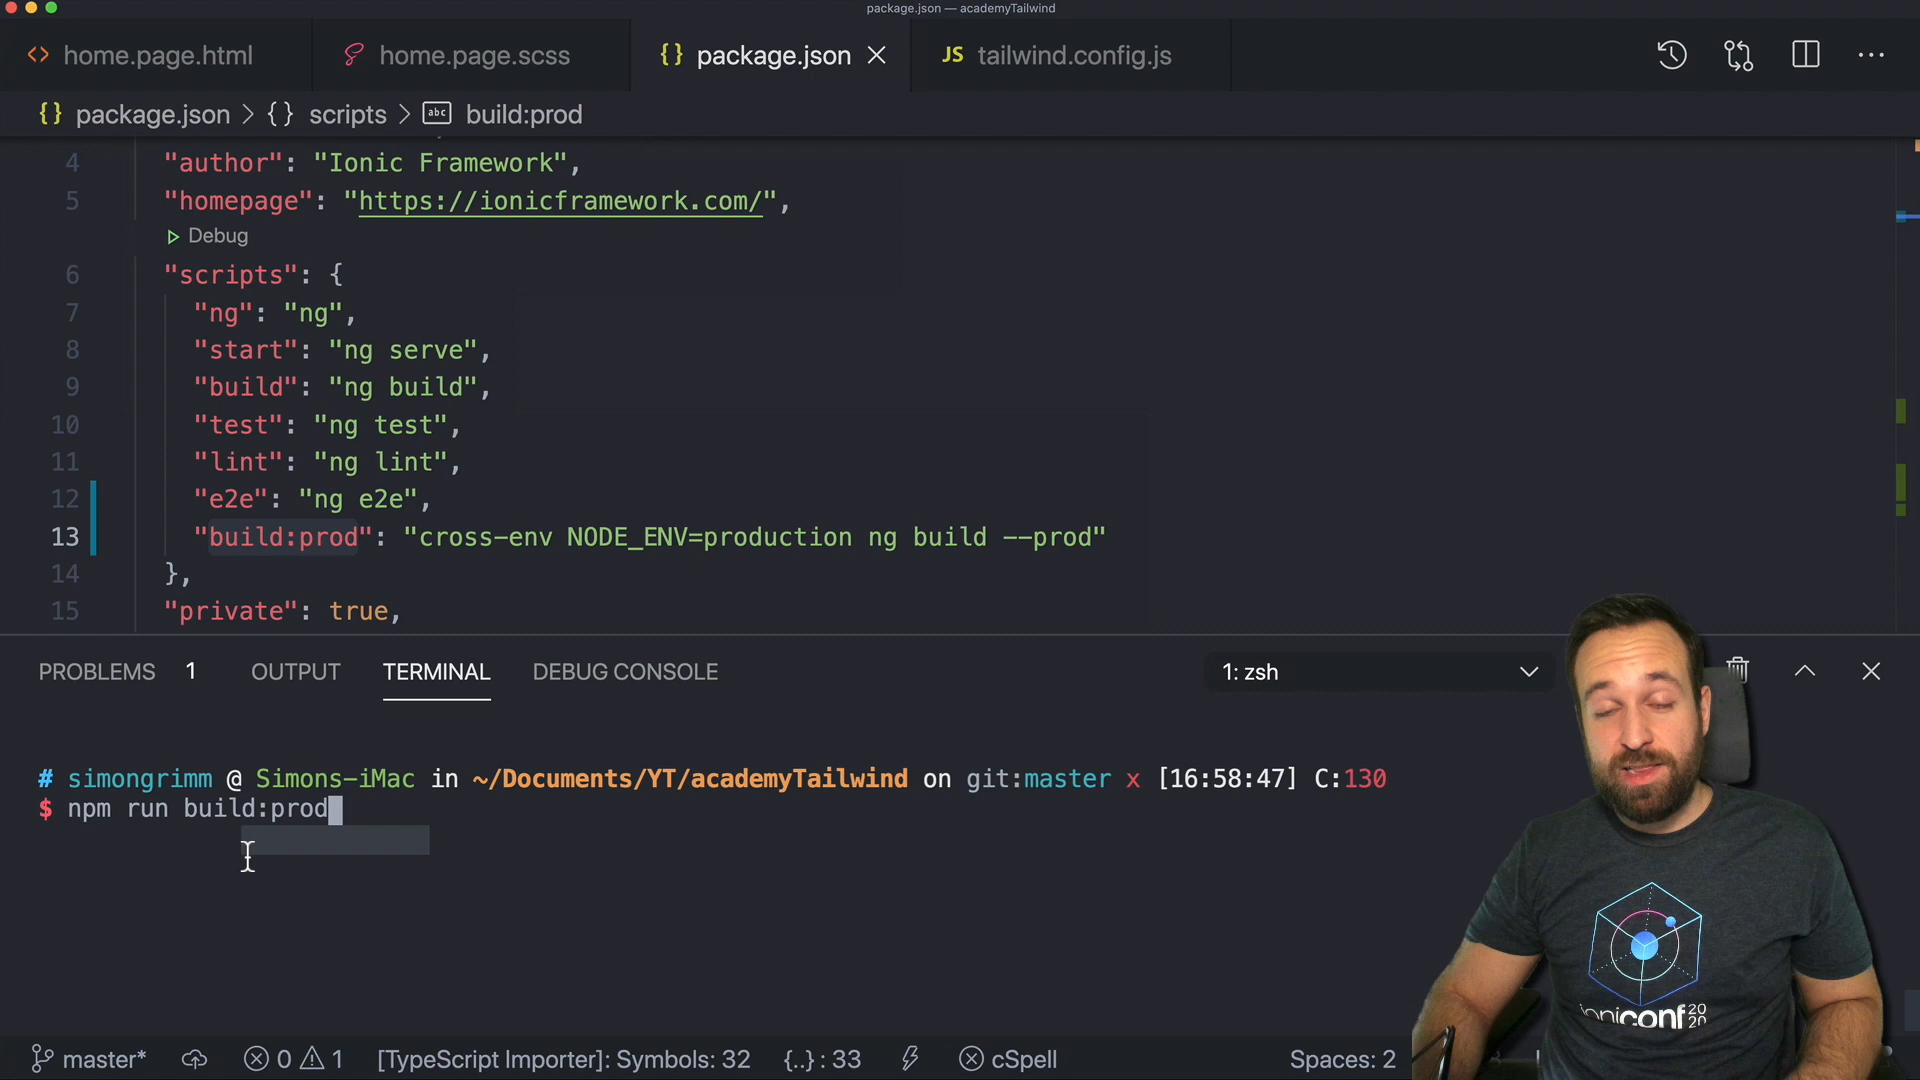 package.json — academyTailwind
home.page.html
home.page.scss
{} package.json
JS tailwind.config.js
{} package.json > {} scripts > abc build:prod
4 "author": "Ionic Framework",
5 "homepage": "https://ionicframework.com/",
Debug
6 "scripts": {
7 "ng": "ng",
8 "start": "ng serve",
9 "build": "ng build",
10 "test": "ng test",
11 "lint": "ng lint",
12 "e2e": "ng e2e",
13 "build:prod": "cross-env NODE_ENV=production ng build --prod"
14 },
15 "private": true,
PROBLEMS 1 OUTPUT TERMINAL DEBUG CONSOLE 1: zsh
# simongrimm @ Simons-iMac in ~/Documents/YT/academyTailwind on git:master x [16:58:47] C:130
$ npm run build:prod
ioniconf 2020
master* 0 1 [TypeScript Importer]: Symbols: 32 {..} : 33 cSpell Spaces: 2